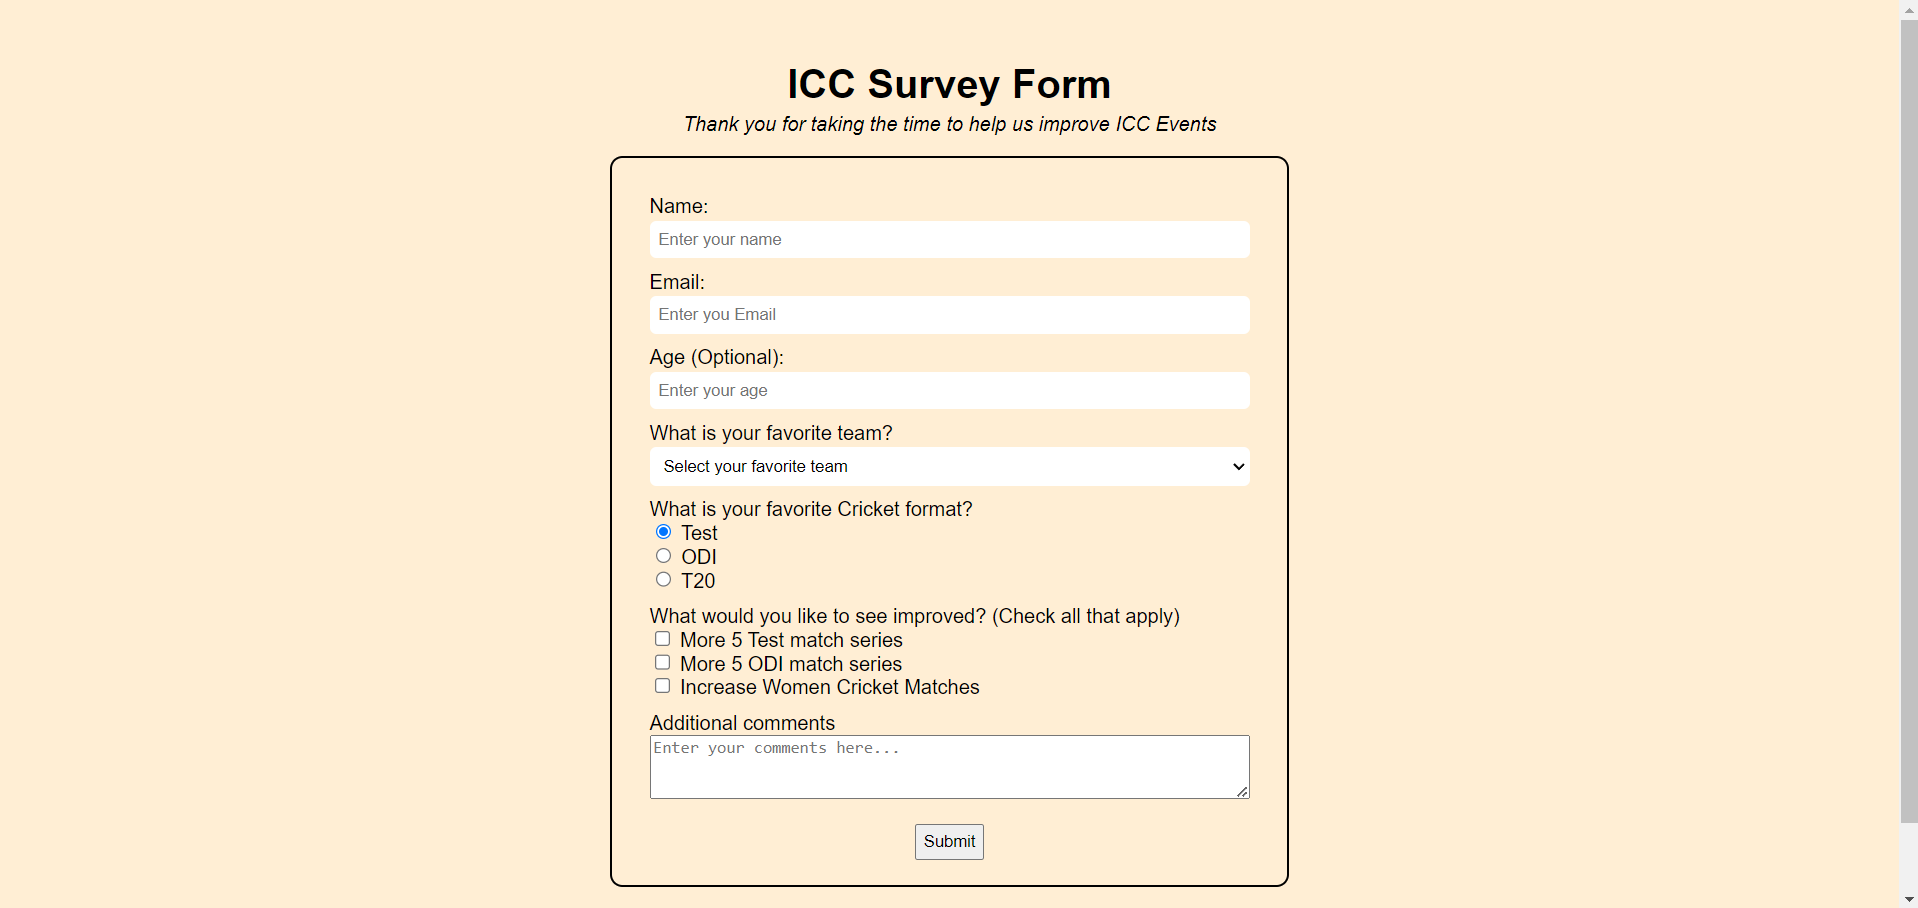 ICC Survey Form
Thank you for taking the time to help us improve ICC Events
Name:
Enter your name
Email:
Enter you Email
Age (Optional):
Enter your age
What is your favorite team?
Select your favorite team
What is your favorite Cricket format?
Test
ODI
T20
What would you like to see improved? (Check all that apply)
More 5 Test match series
More 5 ODI match series
Increase Women Cricket Matches
Additional comments
Enter your comments here...
Submit